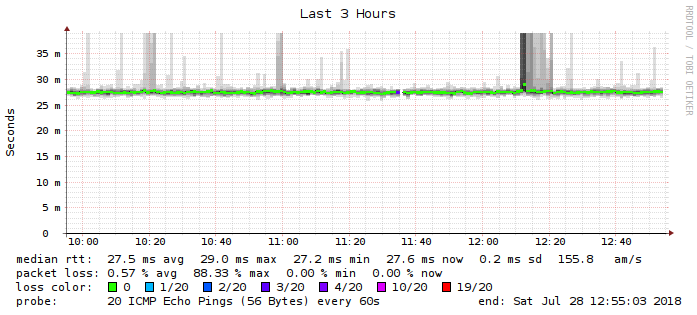 Last 3 Hours
RRDTOOL / TOBI OETIKER
Seconds
35 m
30 m
25 m
20 m
15 m
10 m
5 m
0
10:00 10:20 10:40 11:00 11:20 11:40 12:00 12:20 12:40
median rtt: 27.5 ms avg 29.0 ms max 27.2 ms min 27.6 ms now 0.2 ms sd 155.8 am/s
packet loss: 0.57 % avg 88.33 % max 0.00 % min 0.00 % now
loss color: 0 1/20 2/20 3/20 4/20 10/20 19/20
probe: 20 ICMP Echo Pings (56 Bytes) every 60s end: Sat Jul 28 12:55:03 2018